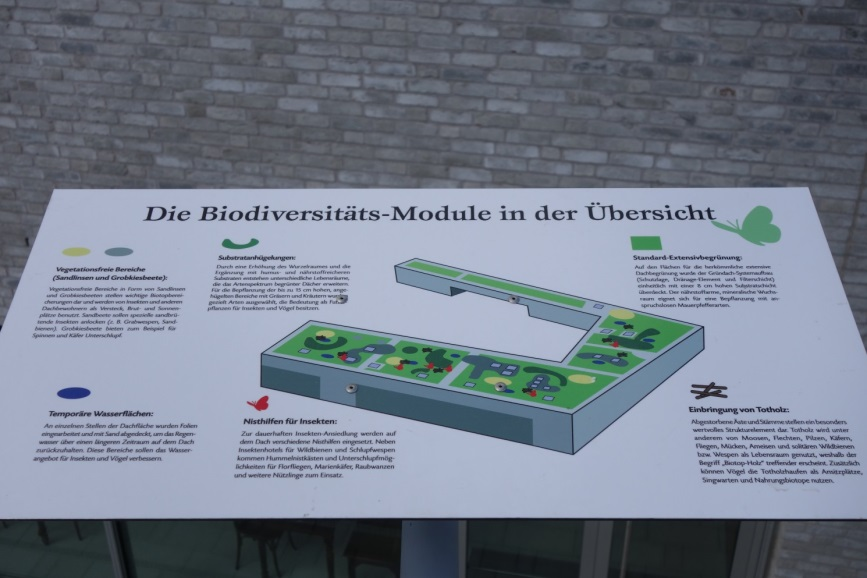 Die Biodiversitäts-Module in der Übersicht
Vegetationsfreie Bereiche
(Sandlinsen und Grobkiesbeete):
Vegetationsfreie Bereiche in Form von Sandlinsen
und Grobkiesbeeten stellen wichtige Biotopberei-
cherungen dar und werden von Insekten und anderen
Dachbewohnern als Versteck, Brut- und Sonnen-
plätze benutzt. Sandbeete sollen spezielle sandbrü-
tende Insekten anlocken (z. B. Grabwespen, Sand-
bienen). Grobkiesbeete bieten zum Beispiel für
Spinnen und Käfer Unterschlupf.
Substratanhügelungen:
Durch eine Erhöhung des Wurzelraumes und die
Ergänzung mit humus- und nährstoffreicheren
Substraten entstehen unterschiedliche Lebensräume,
die das Artenspektrum begrünter Dächer erweitern.
Für die Bepflanzung der bis zu 15 cm hohen, ange-
hügelten Bereiche mit Gräsern und Kräutern
gezielt Arten ausgewählt, die Bedeutung als
pflanzen für Insekten und Vögel besitzen.
Standard-Extensivbegrünung:
Auf den Flächen für die herkömmliche extensive
Dachbegrünung wurde der Gründach-Systemaufbau
(Schutzlage, Dränage-Element und Filterschicht)
einheitlich mit einer 6 cm hohen Substratschicht
überdeckt. Der nährstoffarme, mineralische Wuchs-
raum eignet sich für eine Bepflanzung mit an-
spruchslosen Mauerpfefferarten.
Temporäre Wasserflächen:
An einzelnen Stellen der Dachfläche wurden Folien
eingearbeitet und mit Sand abgedeckt, um das Regen-
wasser über einen längeren Zeitraum auf dem Dach
zurückzuhalten. Diese Bereiche sollen das Wasser-
angebot für Insekten und Vögel verbessern.
Nisthilfen für Insekten:
Zur dauerhaften Insekten-Ansiedlung werden auf
dem Dach verschiedene Nisthilfen eingesetzt. Neben
Insektenhotels für Wildbienen und Schlupfwespen
kommen Hummelnistkästen und Unterschlupfmög-
lichkeiten für Florfliegen, Marienkäfer, Raubwanzen
und weitere Nützlinge zum Einsatz.
Einbringung von Totholz:
Abgestorbene Äste und Stämme stellen ein besonders
wertvolles Strukturelement dar. Totholz wird unter
anderem von Moosen, Flechten, Pilzen, Käfern,
Fliegen, Mücken, Ameisen und solitären Wildbienen
bzw. Wespen als Lebensraum genutzt, weshalb der
Begriff „Biotop-Holz" treffender erscheint. Zusätzlich
können Vögel die Totholzhaufen als Ansitzplätze,
Singwarten und Nahrungsbiotope nutzen.